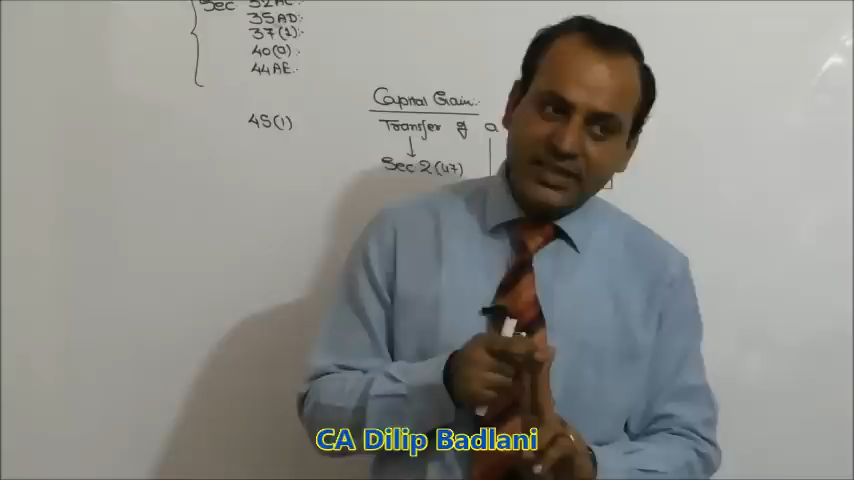 Sec 32AC:
35AD:
37(1):
40(a):
44AE:
Capital Gain:
45(1) Transfer of a
Sec 2(47)
CA Dilip Badlani